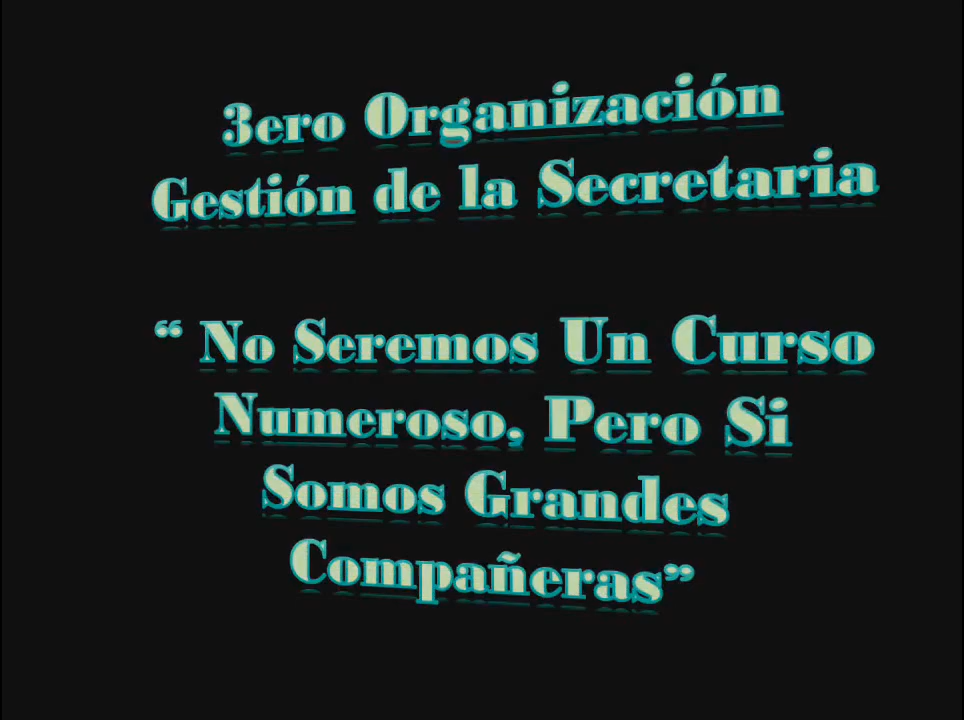 3ero Organización
Gestión de la Secretaria
“ No Seremos Un Curso
Numeroso, Pero Si
Somos Grandes
Compañeras”